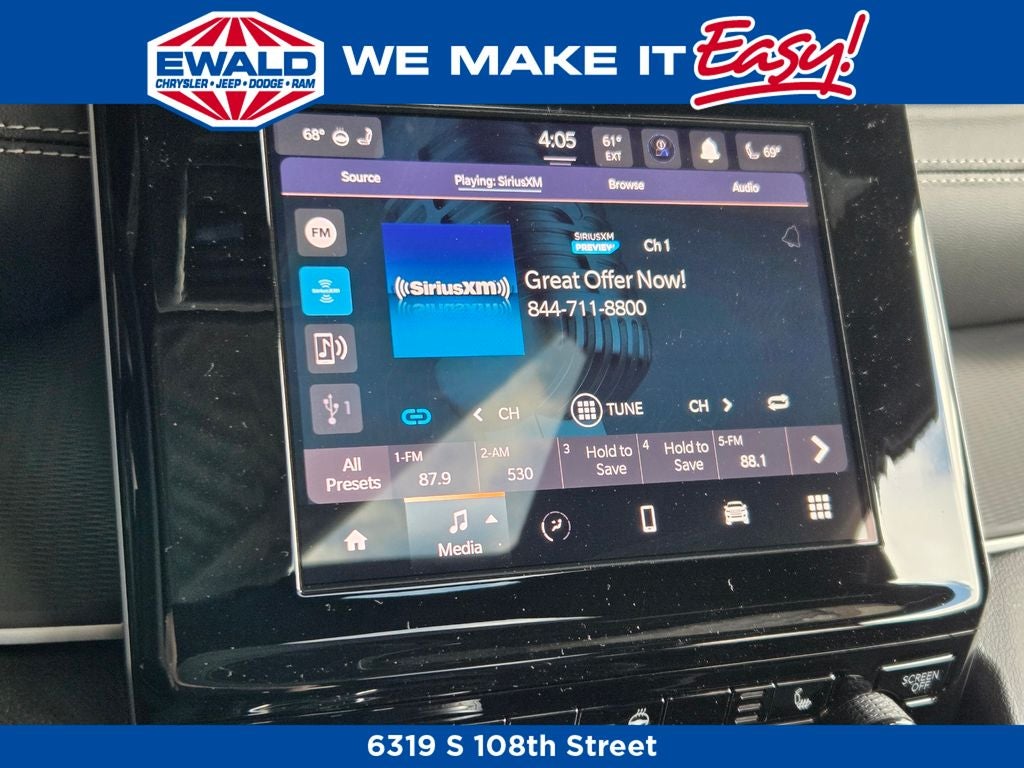 EWALD
CHRYSLER • JEEP • DODGE • RAM
WE MAKE IT Easy!
68° 4:05 61° EXT 69°
Source Playing: SiriusXM Browse Audio
FM
SIRIUSXM PREVIEW Ch 1
((SiriusXM))
SiriusXM
Great Offer Now!
844-711-8800
1
< CH TUNE CH >
All Presets
1-FM 87.9
2-AM 530
3 Hold to Save
4 Hold to Save
5-FM 88.1
Media
SCREEN OFF
6319 S 108th Street